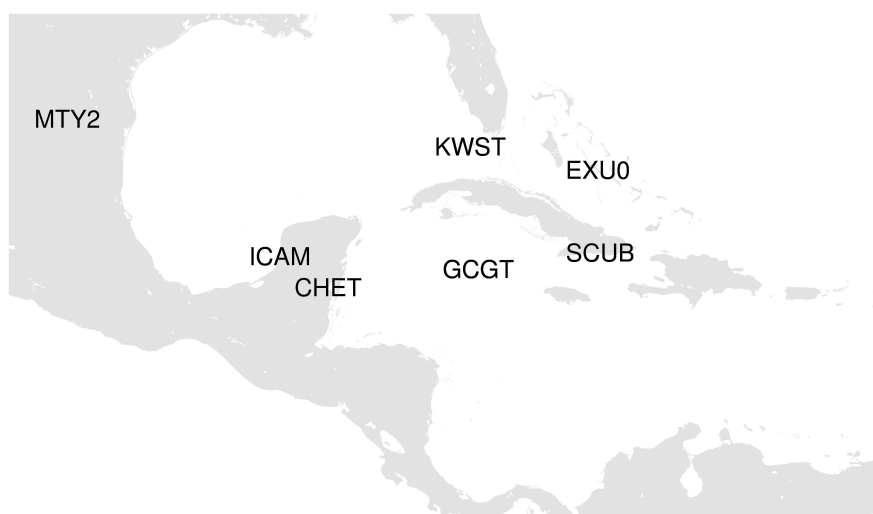 MTY2
KWST
EXU0
ICAM
SCUB
GCGT
CHET